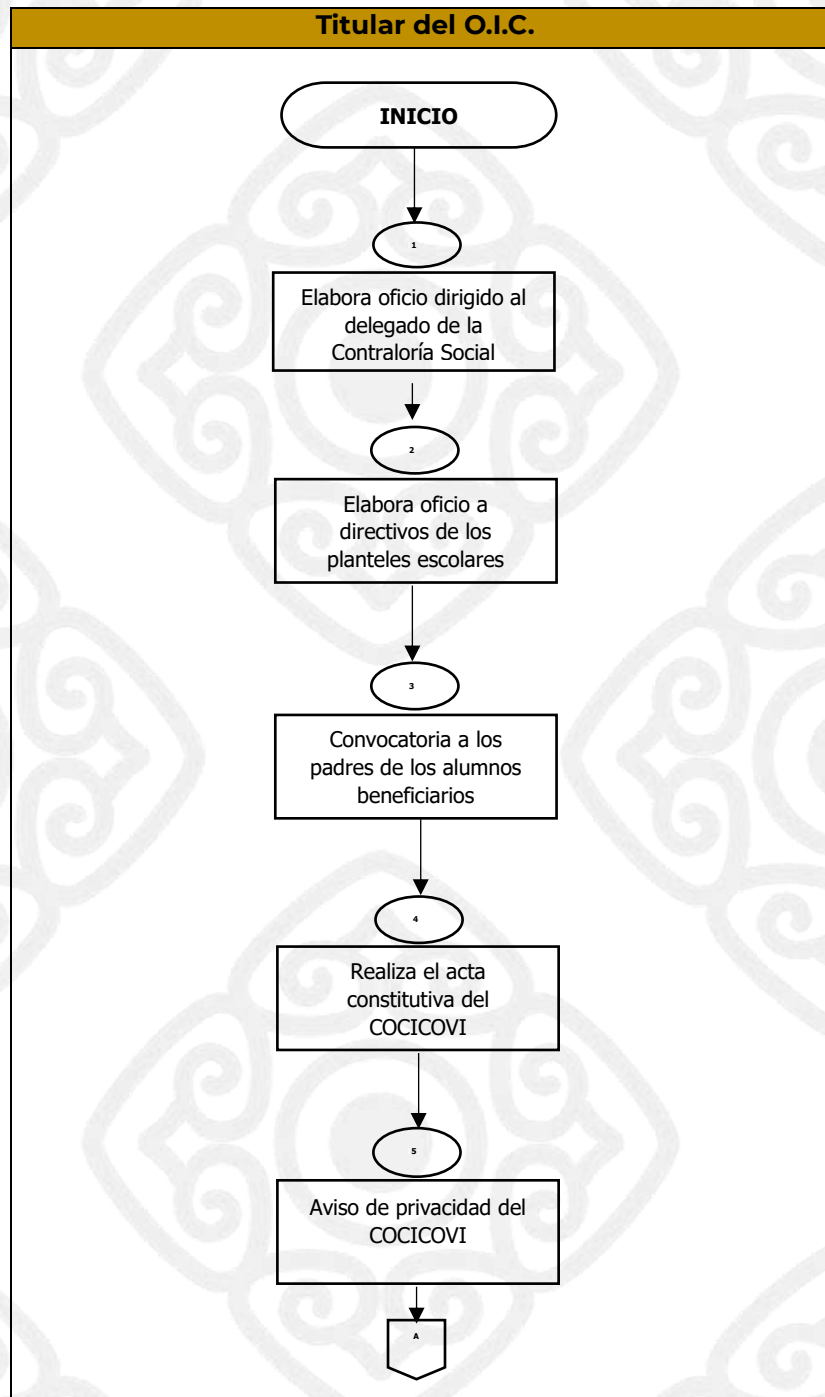 Titular del O.I.C.
INICIO
1
Elabora oficio dirigido al
delegado de la
Contraloría Social
2
Elabora oficio a
directivos de los
planteles escolares
3
Convocatoria a los
padres de los alumnos
beneficiarios
4
Realiza el acta
constitutiva del
COCICOVI
5
Aviso de privacidad del
COCICOVI
A